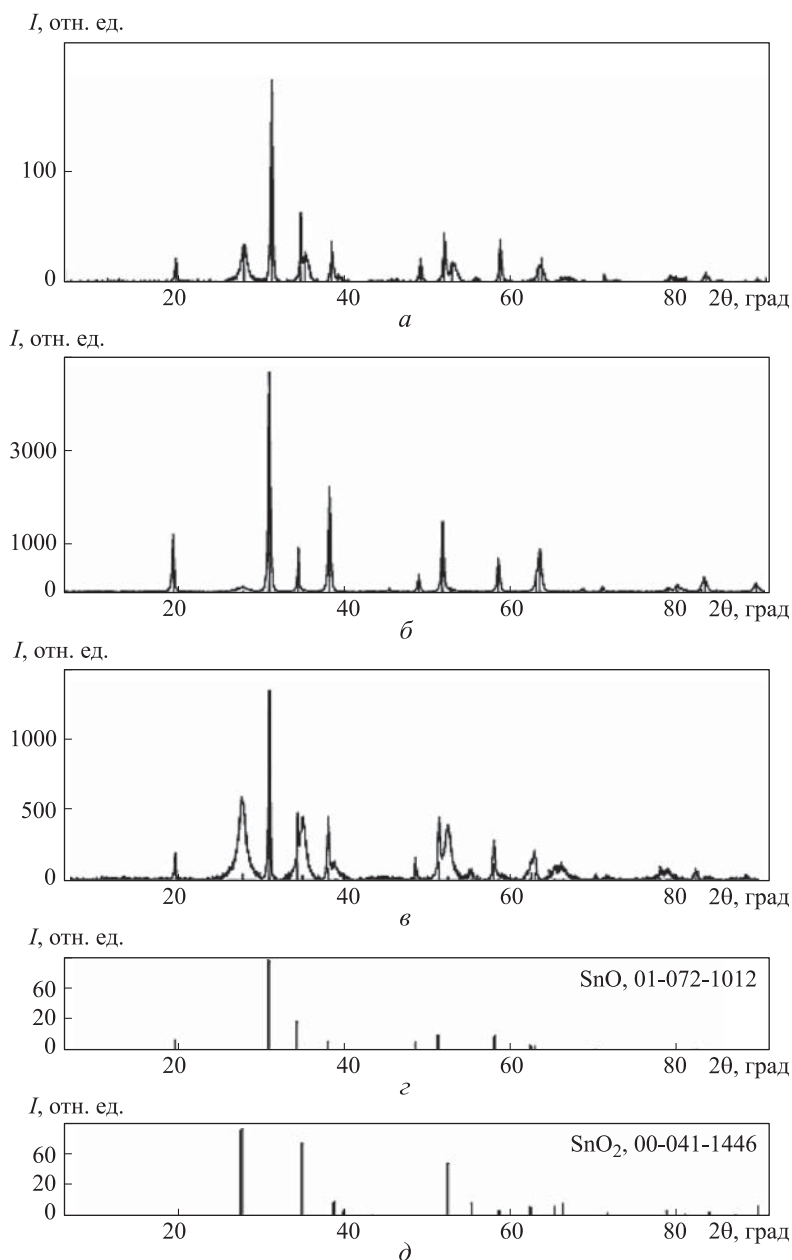 I, отн. ед.
100
0
20 40 60 80 2θ, град
а
I, отн. ед.
3000
1000
0
20 40 60 80 2θ, град
б
I, отн. ед.
1000
500
0
20 40 60 80 2θ, град
в
I, отн. ед.
SnO, 01-072-1012
60
20
0
20 40 60 80 2θ, град
г
I, отн. ед.
SnO₂, 00-041-1446
60
20
0
20 40 60 80 2θ, град
д